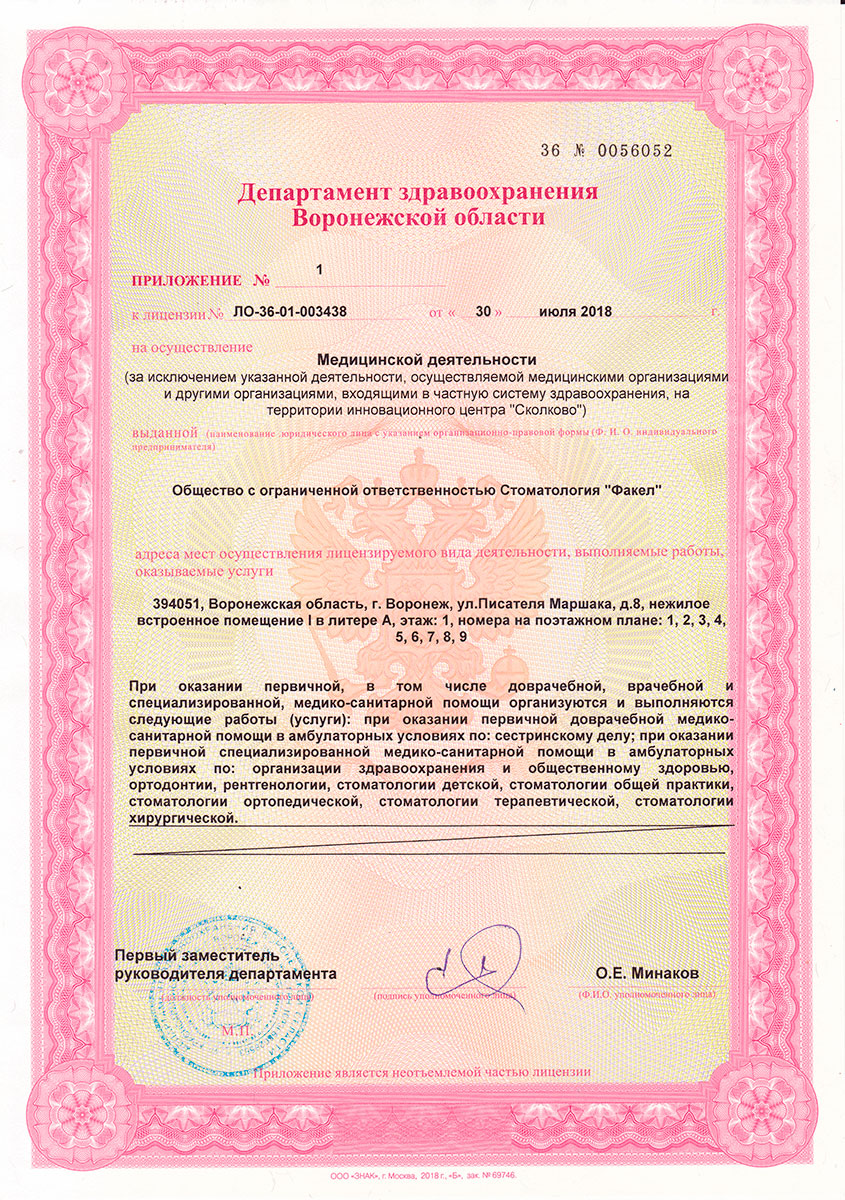 36 № 0056052
Департамент здравоохранения
Воронежской области
ПРИЛОЖЕНИЕ № 1
к лицензии № ЛО-36-01-003438 от « 30 » июля 2018 г.
на осуществление
Медицинской деятельности
(за исключением указанной деятельности, осуществляемой медицинскими организациями
и другими организациями, входящими в частную систему здравоохранения, на
территории инновационного центра "Сколково")
выданной (наименование юридического лица с указанием организационно-правовой формы (Ф. И. О. индивидуального
предпринимателя)
Общество с ограниченной ответственностью Стоматология "Факел"
адреса мест осуществления лицензируемого вида деятельности, выполняемые работы,
оказываемые услуги
394051, Воронежская область, г. Воронеж, ул.Писателя Маршака, д.8, нежилое
встроенное помещение I в литере А, этаж: 1, номера на поэтажном плане: 1, 2, 3, 4,
5, 6, 7, 8, 9
При оказании первичной, в том числе доврачебной, врачебной и
специализированной, медико-санитарной помощи организуются и выполняются
следующие работы (услуги): при оказании первичной доврачебной медико-
санитарной помощи в амбулаторных условиях по: сестринскому делу; при оказании
первичной специализированной медико-санитарной помощи в амбулаторных
условиях по: организации здравоохранения и общественному здоровью,
ортодонтии, рентгенологии, стоматологии детской, стоматологии общей практики,
стоматологии ортопедической, стоматологии терапевтической, стоматологии
хирургической.
Первый заместитель
руководителя департамента
О.Е. Минаков
(должность уполномоченного лица) (подпись уполномоченного лица) (Ф.И.О. уполномоченного лица)
М.П.
Приложение является неотъемлемой частью лицензии
ООО «ЗНАК», г. Москва, 2018 г., «Б», зак. № 69746.